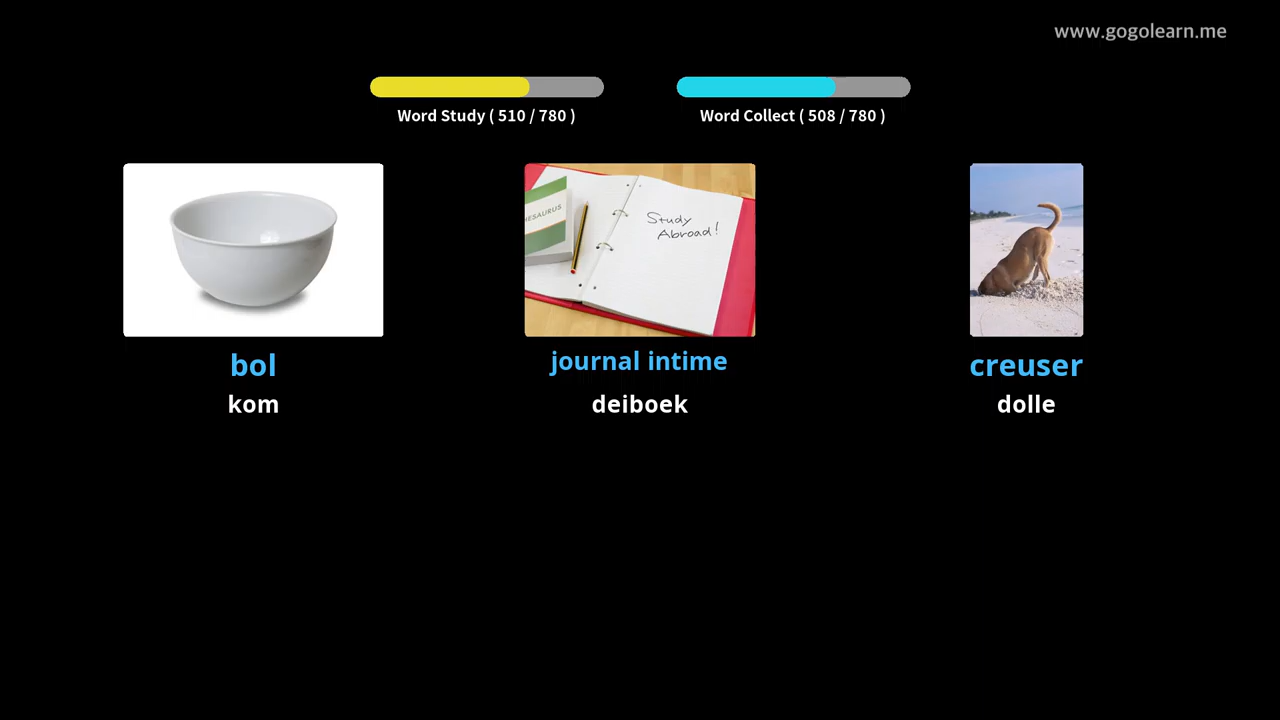 www.gogolearn.me
Word Study ( 510 / 780 )
Word Collect ( 508 / 780 )
HESAURUS
Study
Abroad!
bol
journal intime
creuser
kom
deiboek
dolle